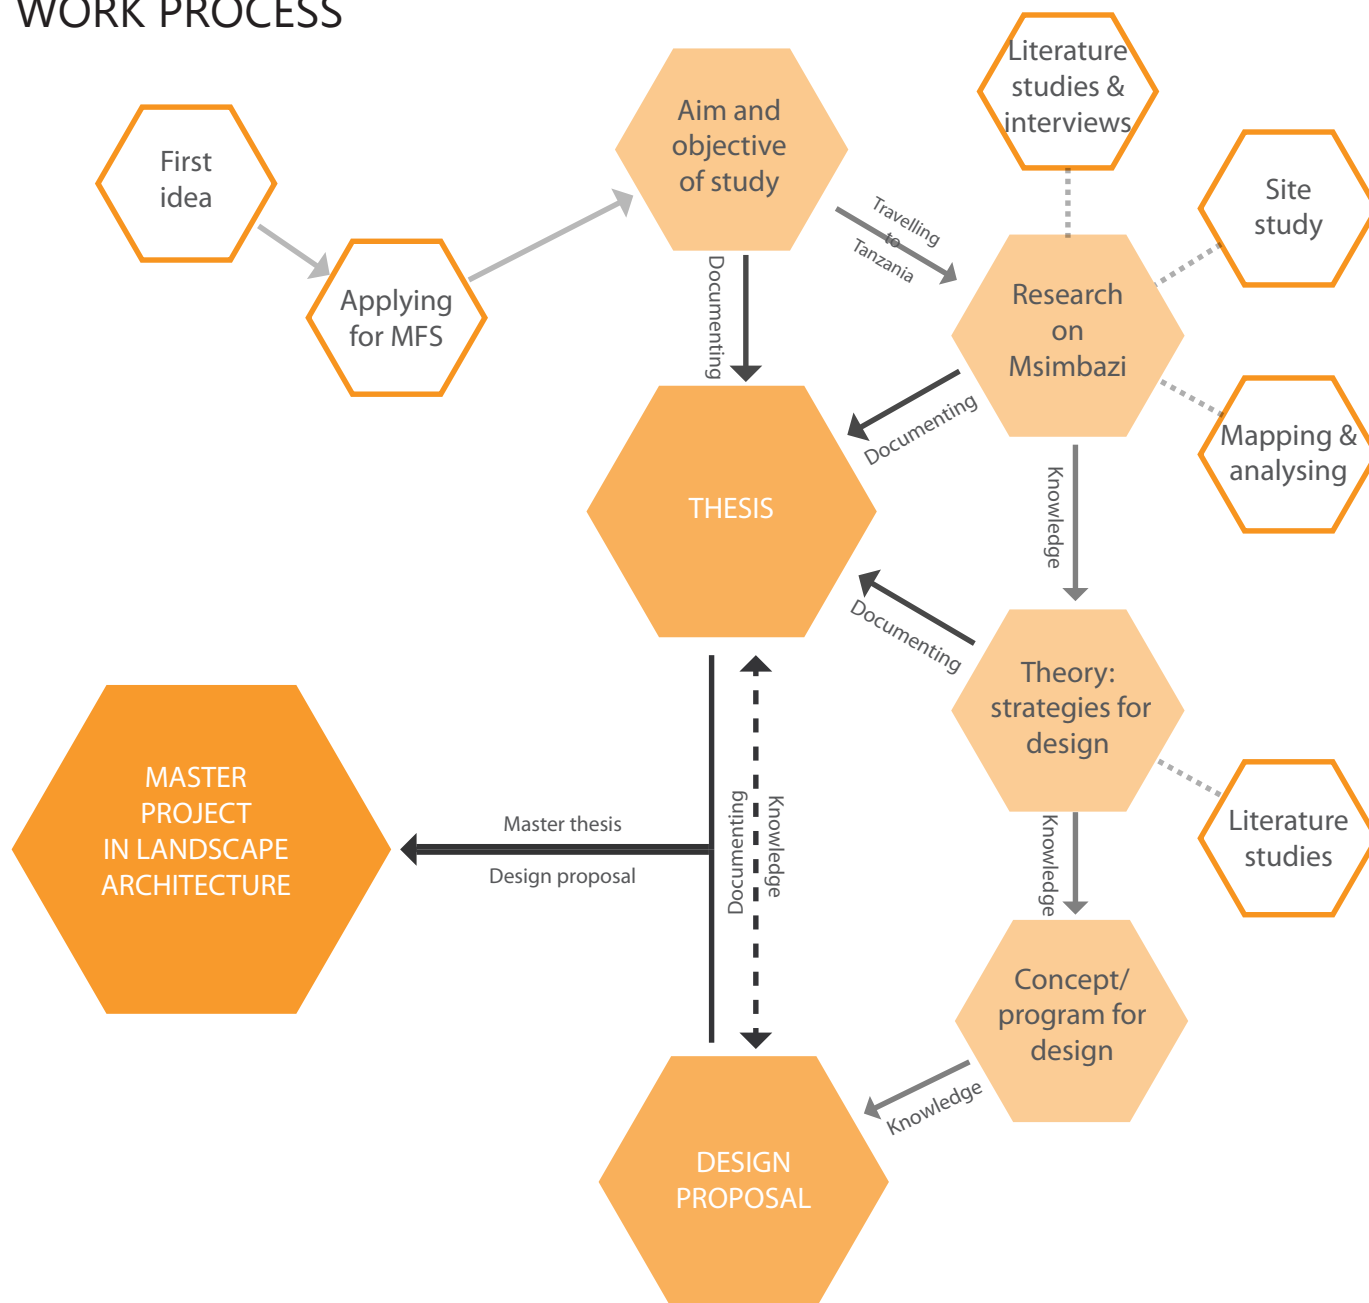 WORK PROCESS
First
idea
Applying
for MFS
Aim and
objective
of study
Travelling
to
Tanzania
Literature
studies &
interviews
Site
study
Research
on
Msimbazi
Mapping &
analysing
Documenting
Documenting
Knowledge
THESIS
Documenting
Theory:
strategies for
design
Literature
studies
Knowledge
Documenting
Knowledge
Master thesis
Design proposal
MASTER
PROJECT
IN LANDSCAPE
ARCHITECTURE
Concept/
program for
design
Knowledge
DESIGN
PROPOSAL